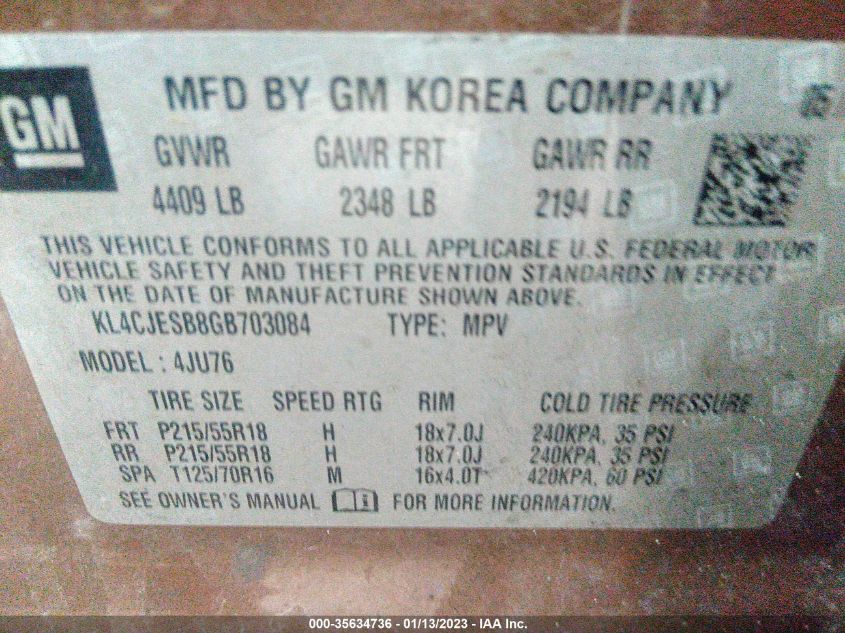 GM
MFD BY GM KOREA COMPANY 05
GVWR GAWR FRT GAWR RR
4409 LB 2348 LB 2194 LB
THIS VEHICLE CONFORMS TO ALL APPLICABLE U.S. FEDERAL MOTOR
VEHICLE SAFETY AND THEFT PREVENTION STANDARDS IN EFFECT
ON THE DATE OF MANUFACTURE SHOWN ABOVE.
KL4CJESB8GB703084 TYPE: MPV
MODEL : 4JU76
TIRE SIZE SPEED RTG RIM COLD TIRE PRESSURE
FRT P215/55R18 H 18x7.0J 240KPA, 35 PSI
RR P215/55R18 H 18x7.0J 240KPA, 35 PSI
SPA T125/70R16 M 16x4.0T 420KPA, 60 PSI
SEE OWNER'S MANUAL FOR MORE INFORMATION.
000-35634736 - 01/13/2023 - IAA Inc.